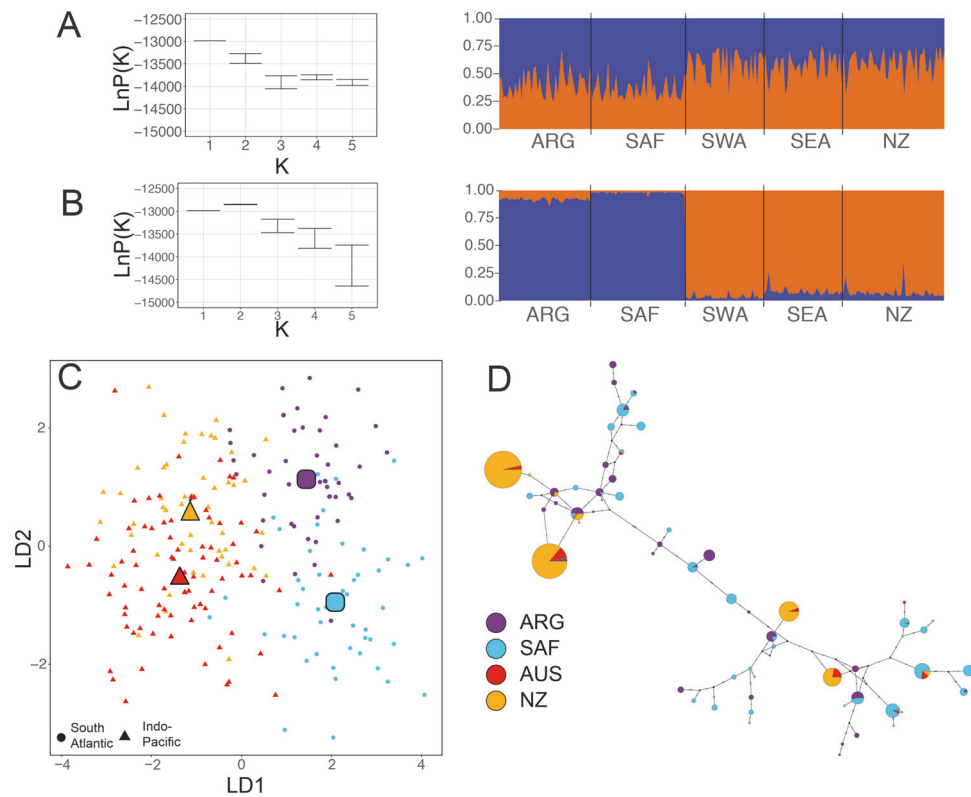 A
LnP(K)
-12500
-13000
-13500
-14000
-14500
-15000
1 2 3 4 5
K
1.00
0.75
0.50
0.25
0.00
ARG SAF SWA SEA NZ
B
LnP(K)
-12500
-13000
-13500
-14000
-14500
-15000
1 2 3 4 5
K
1.00
0.75
0.50
0.25
0.00
ARG SAF SWA SEA NZ
C
LD2
2
0
−2
South Atlantic
Indo-Pacific
−4 −2 0 2 4
LD1
D
ARG
SAF
AUS
NZ